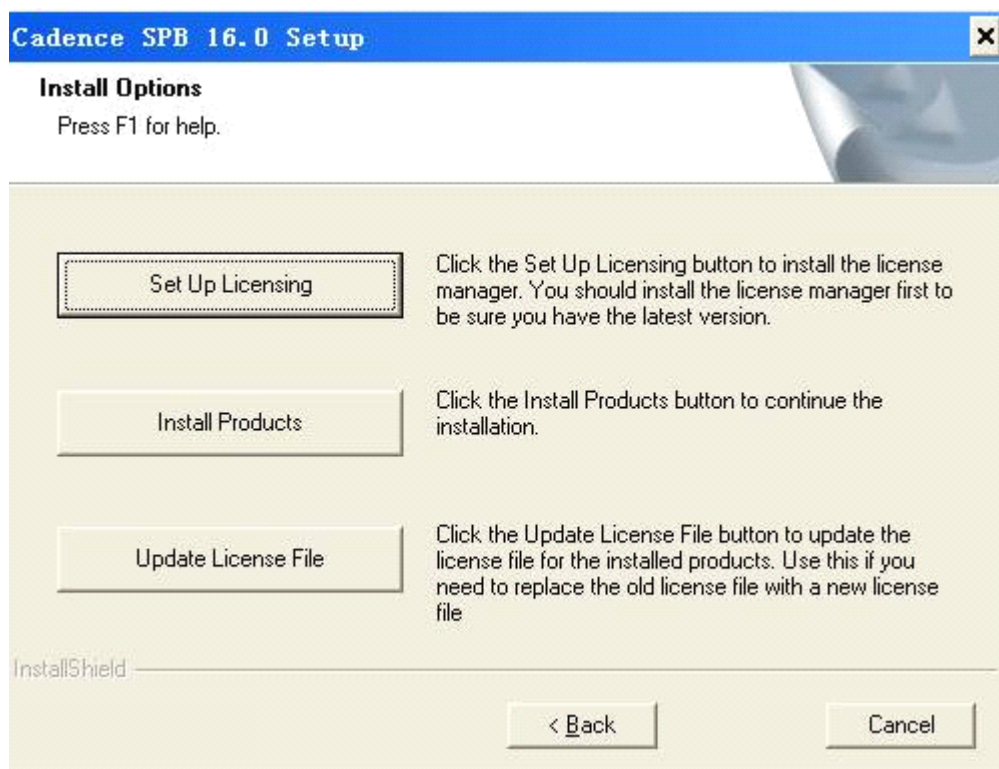 Cadence SPB 16.0 Setup
Install Options
Press F1 for help.
Set Up Licensing
Click the Set Up Licensing button to install the license
manager. You should install the license manager first to
be sure you have the latest version.
Install Products
Click the Install Products button to continue the
installation.
Update License File
Click the Update License File button to update the
license file for the installed products. Use this if you
need to replace the old license file with a new license
file
InstallShield
< Back
Cancel